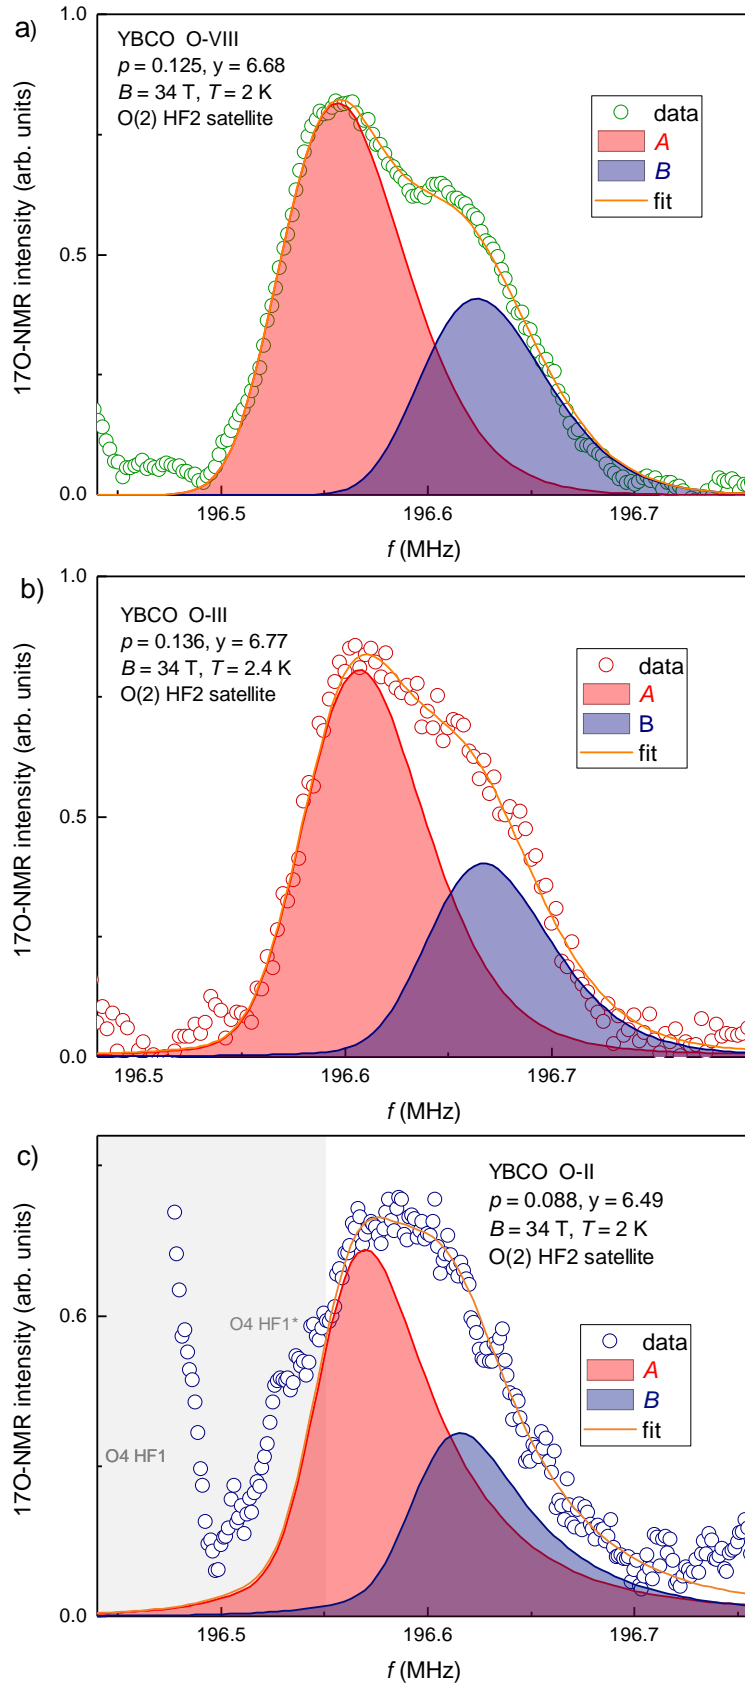 a)
1.0
YBCO O-VIII
p = 0.125, y = 6.68
B = 34 T, T = 2 K
O(2) HF2 satellite
data
A
B
fit
0.5
0.0
17O-NMR intensity (arb. units)
196.5
196.6
196.7
f (MHz)
b)
1.0
YBCO O-III
p = 0.136, y = 6.77
B = 34 T, T = 2.4 K
O(2) HF2 satellite
data
A
B
fit
0.5
0.0
17O-NMR intensity (arb. units)
196.5
196.6
196.7
f (MHz)
c)
YBCO O-II
p = 0.088, y = 6.49
B = 34 T, T = 2 K
O(2) HF2 satellite
O4 HF1*
data
A
B
fit
O4 HF1
0.6
0.0
17O-NMR intensity (arb. units)
196.5
196.6
196.7
f (MHz)